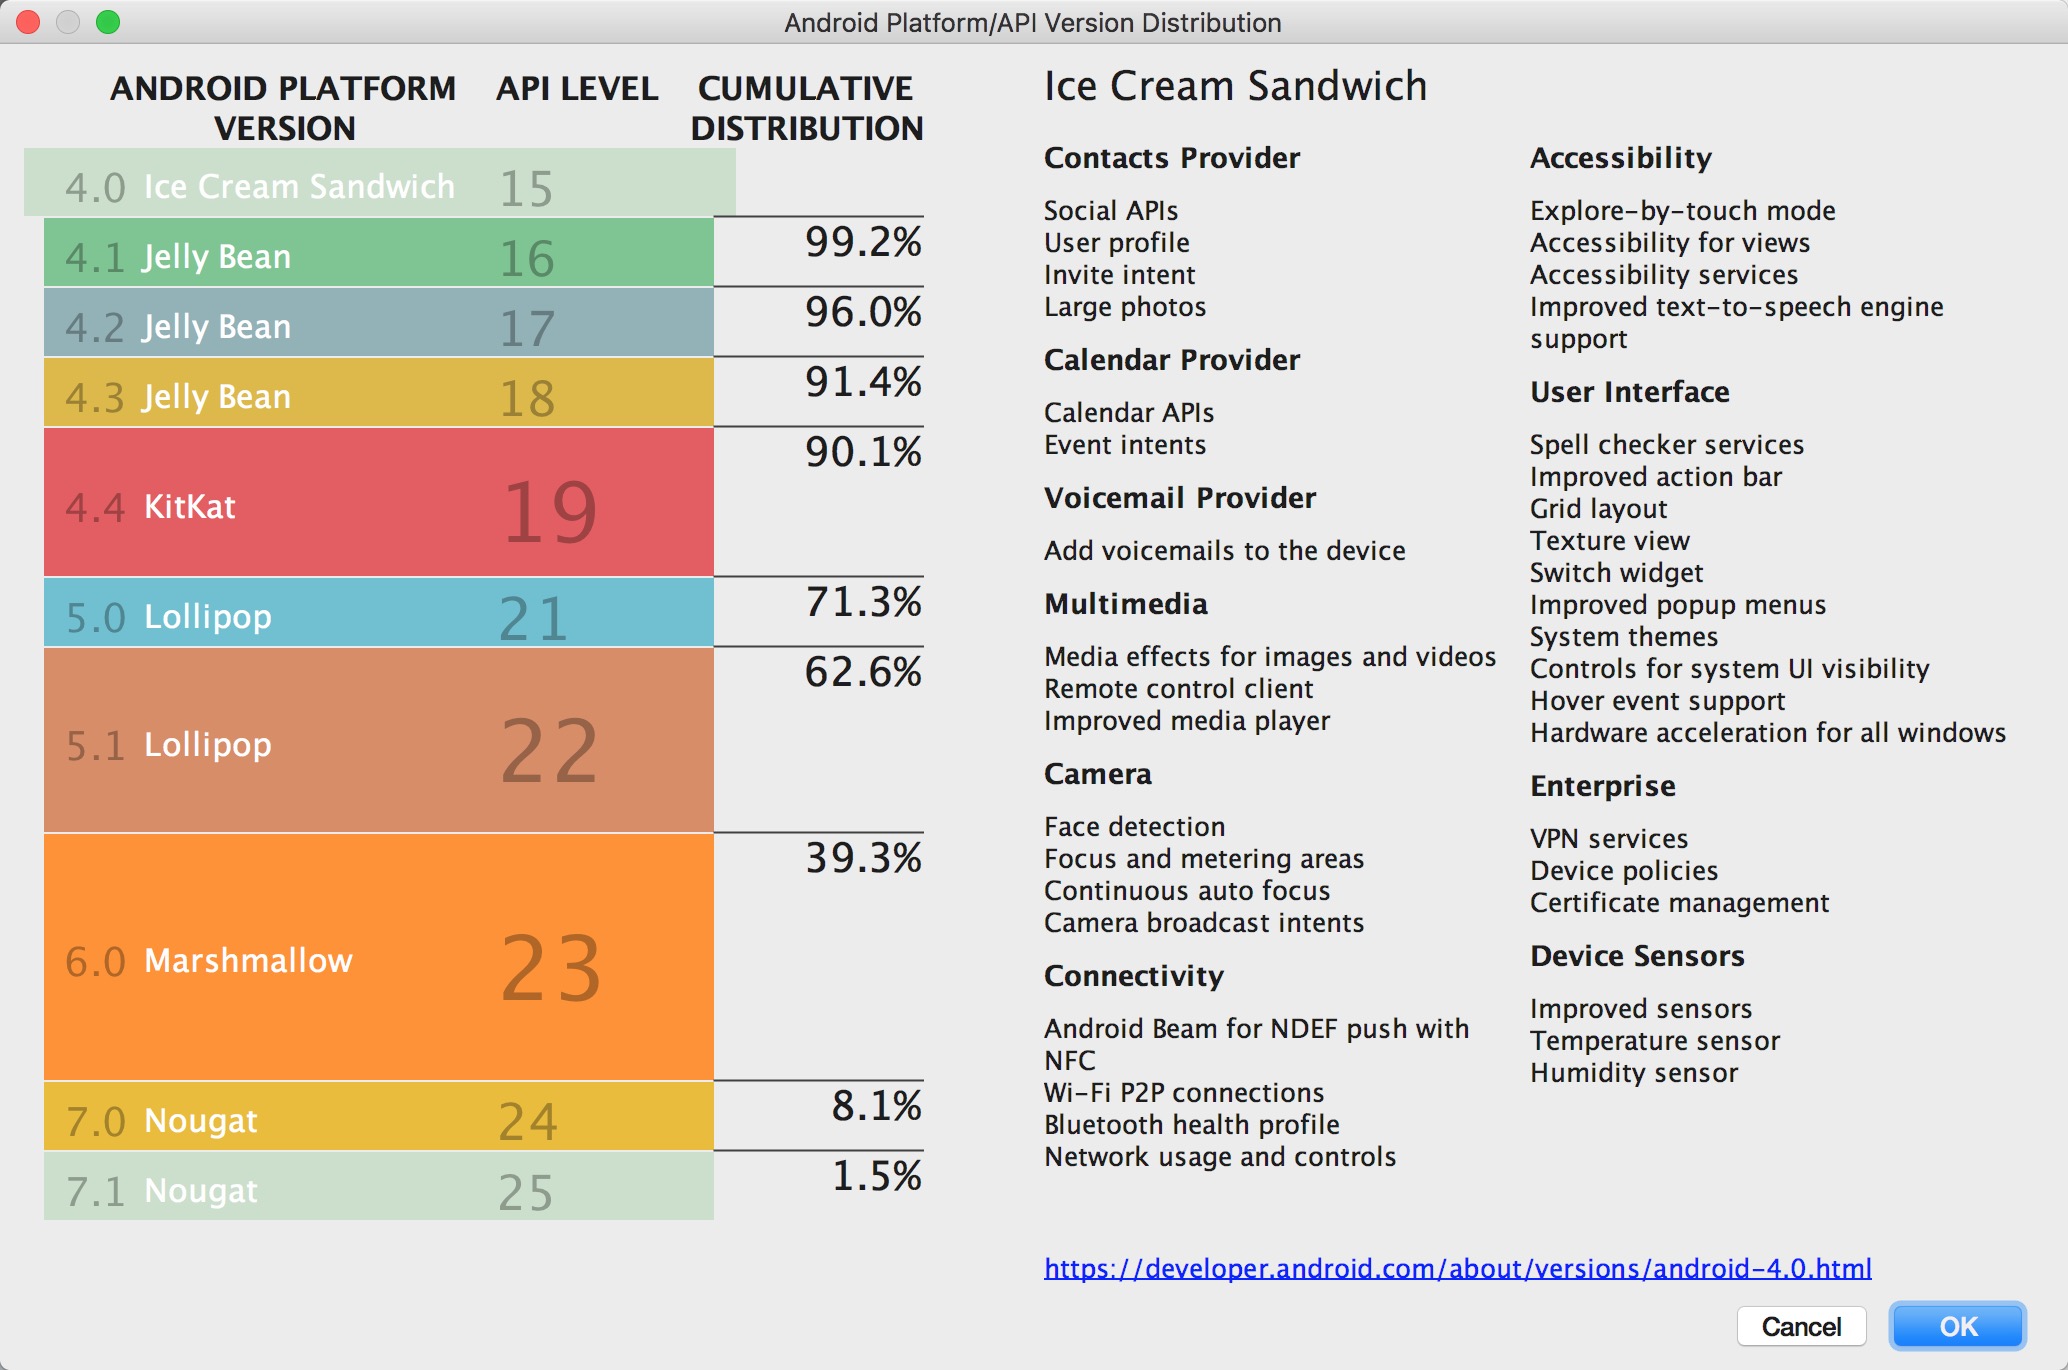 Android Platform/API Version Distribution
ANDROID PLATFORM
VERSION
API LEVEL
CUMULATIVE
DISTRIBUTION
4.0 Ice Cream Sandwich 15
99.2%
4.1 Jelly Bean 16
96.0%
4.2 Jelly Bean 17
91.4%
4.3 Jelly Bean 18
90.1%
4.4 KitKat 19
71.3%
5.0 Lollipop 21
62.6%
5.1 Lollipop 22
39.3%
6.0 Marshmallow 23
8.1%
7.0 Nougat 24
1.5%
7.1 Nougat 25
Ice Cream Sandwich
Contacts Provider
Social APIs
User profile
Invite intent
Large photos
Calendar Provider
Calendar APIs
Event intents
Voicemail Provider
Add voicemails to the device
Multimedia
Media effects for images and videos
Remote control client
Improved media player
Camera
Face detection
Focus and metering areas
Continuous auto focus
Camera broadcast intents
Connectivity
Android Beam for NDEF push with
NFC
Wi-Fi P2P connections
Bluetooth health profile
Network usage and controls
Accessibility
Explore-by-touch mode
Accessibility for views
Accessibility services
Improved text-to-speech engine
support
User Interface
Spell checker services
Improved action bar
Grid layout
Texture view
Switch widget
Improved popup menus
System themes
Controls for system UI visibility
Hover event support
Hardware acceleration for all windows
Enterprise
VPN services
Device policies
Certificate management
Device Sensors
Improved sensors
Temperature sensor
Humidity sensor
https://developer.android.com/about/versions/android-4.0.html
Cancel
OK